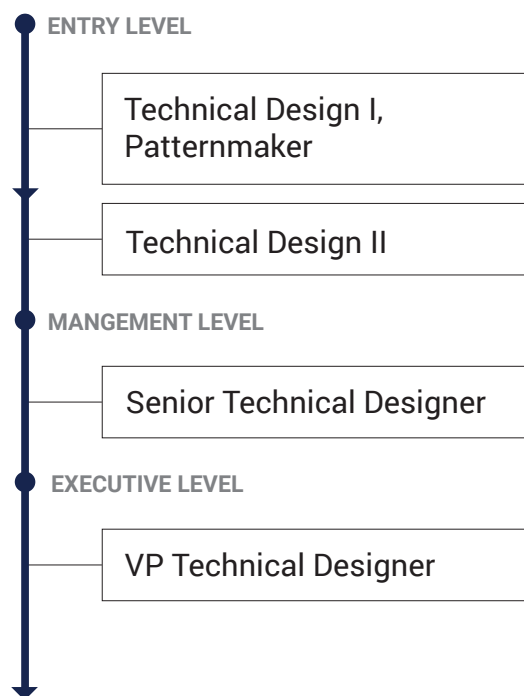 ENTRY LEVEL
Technical Design I,
Patternmaker
Technical Design II
MANGEMENT LEVEL
Senior Technical Designer
EXECUTIVE LEVEL
VP Technical Designer